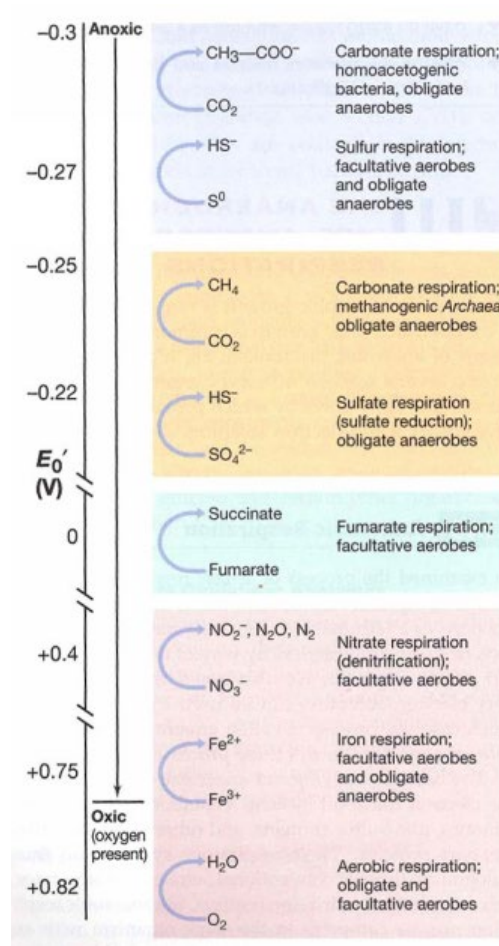 −0.3
Anoxic
CH₃—COO⁻
CO₂
Carbonate respiration;
homoacetogenic
bacteria, obligate
anaerobes
−0.27
HS⁻
S⁰
Sulfur respiration;
facultative aerobes
and obligate
anaerobes
−0.25
CH₄
CO₂
Carbonate respiration;
methanogenic Archaea;
obligate anaerobes
−0.22
HS⁻
SO₄²⁻
Sulfate respiration
(sulfate reduction);
obligate anaerobes
E₀′
(V)
0
Succinate
Fumarate
Fumarate respiration;
facultative aerobes
+0.4
NO₂⁻, N₂O, N₂
NO₃⁻
Nitrate respiration
(denitrification);
facultative aerobes
+0.75
Fe²⁺
Fe³⁺
Iron respiration;
facultative aerobes
and obligate
anaerobes
Oxic
(oxygen
present)
+0.82
H₂O
O₂
Aerobic respiration;
obligate and
facultative aerobes